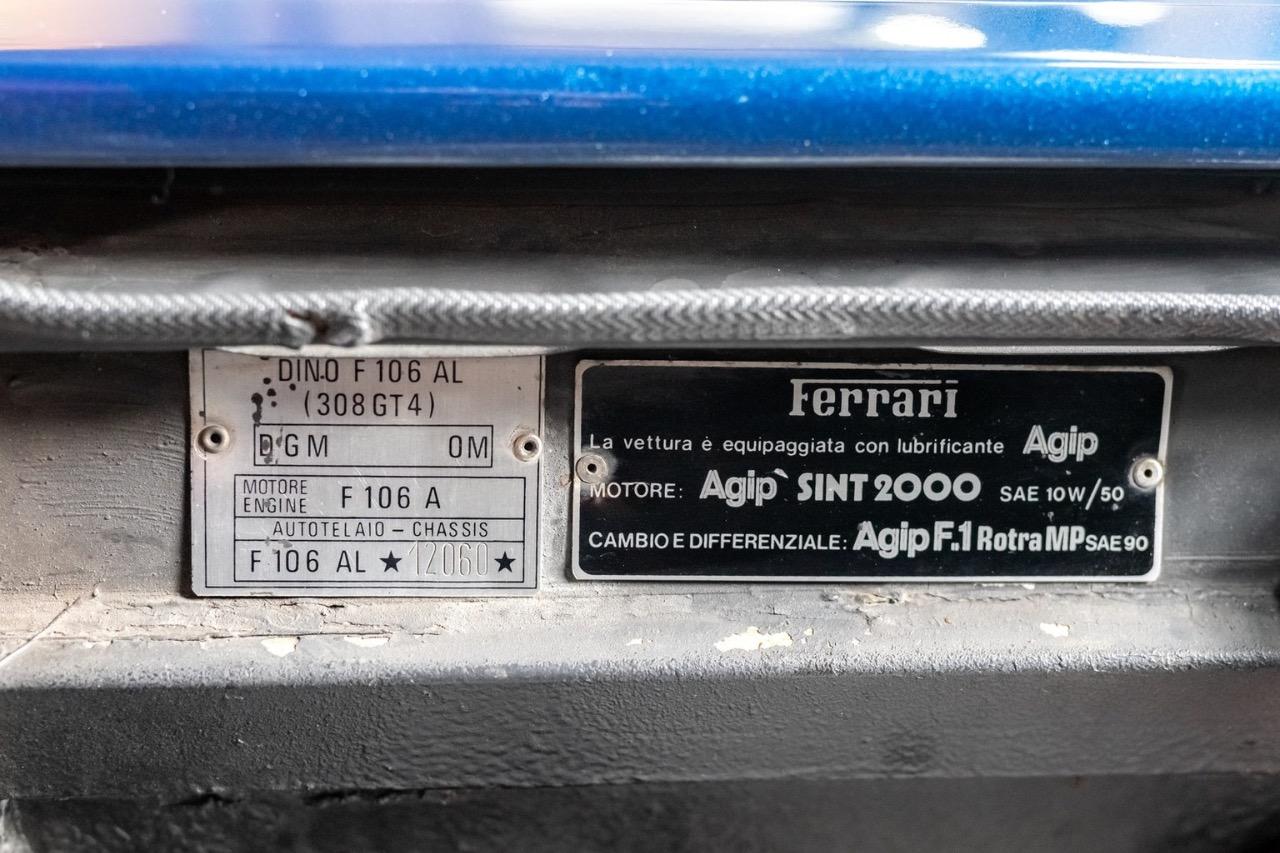 DINO F 106 AL
(308 GT4)
DGM OM
MOTORE
ENGINE F 106 A
AUTOTELAIO – CHASSIS
F 106 AL ★ 12060 ★
Ferrari
La vettura è equipaggiata con lubrificante Agip
MOTORE: Agip` SINT 2000 SAE 10W/50
CAMBIO E DIFFERENZIALE: Agip F.1 Rotra MP SAE 90